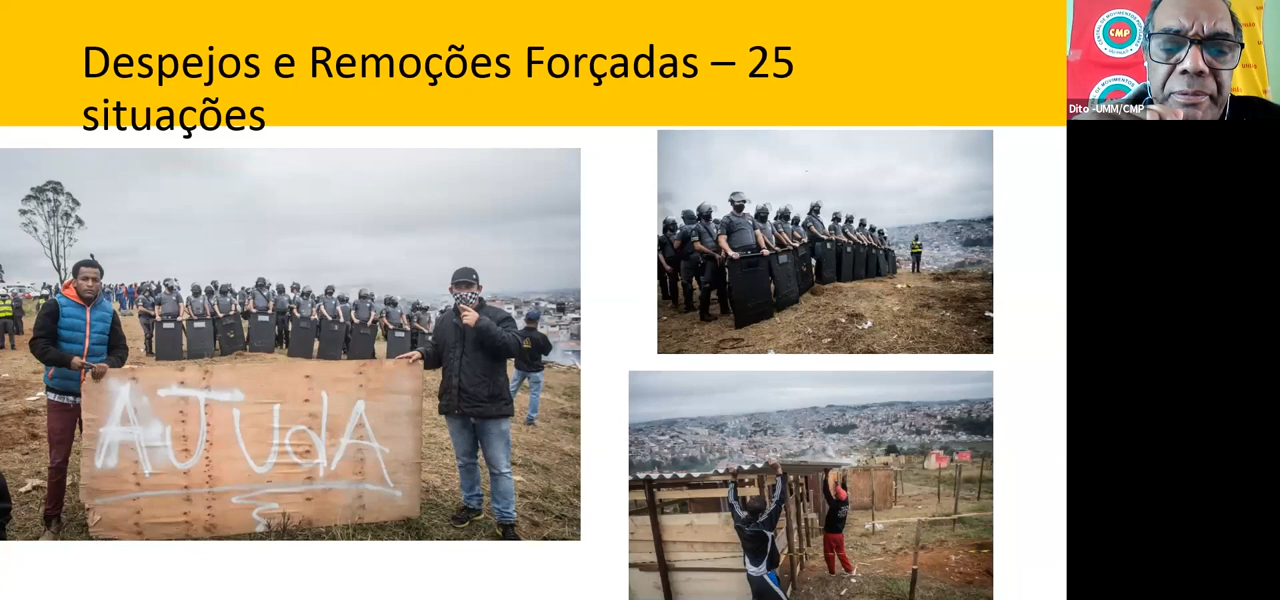 Despejos e Remoções Forçadas – 25
situações
AJUdA
CMP
Dito -UMM/CMP